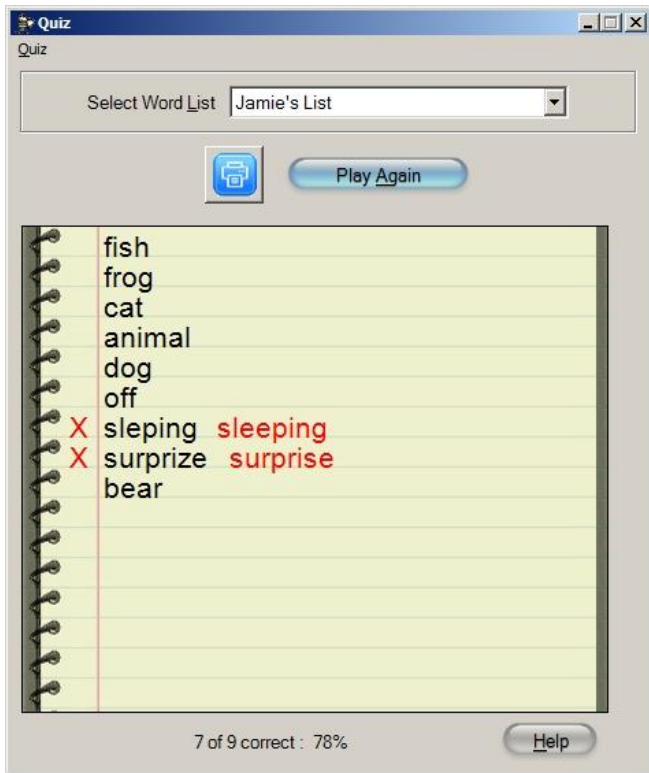 Quiz
Quiz
Select Word List Jamie's List
Play Again
fish
frog
cat
animal
dog
off
X sleping sleeping
X surprize surprise
bear
7 of 9 correct : 78%
Help